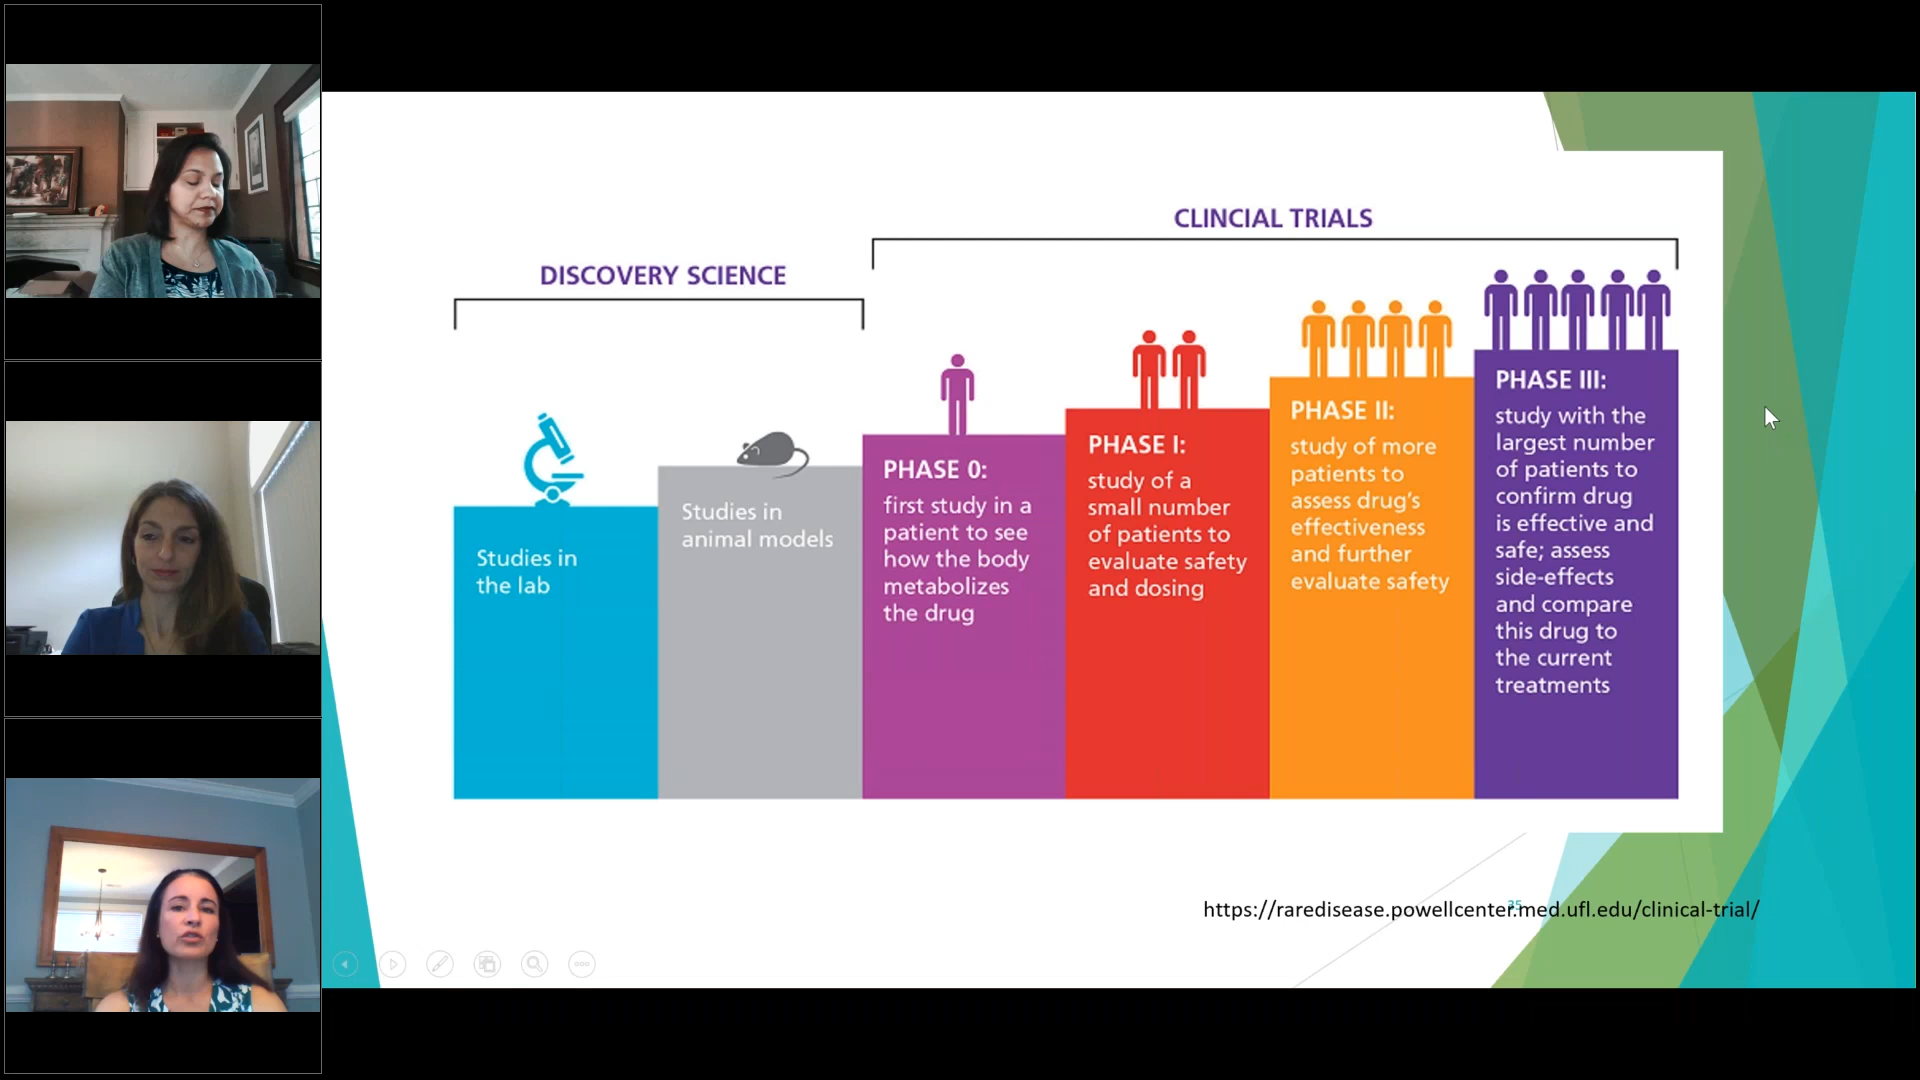 CLINCIAL TRIALS
DISCOVERY SCIENCE
Studies in
the lab
Studies in
animal models
PHASE 0:
first study in a
patient to see
how the body
metabolizes
the drug
PHASE I:
study of a
small number
of patients to
evaluate safety
and dosing
PHASE II:
study of more
patients to
assess drug's
effectiveness
and further
evaluate safety
PHASE III:
study with the
largest number
of patients to
confirm drug
is effective and
safe; assess
side-effects
and compare
this drug to
the current
treatments
35
https://raredisease.powellcenter.med.ufl.edu/clinical-trial/